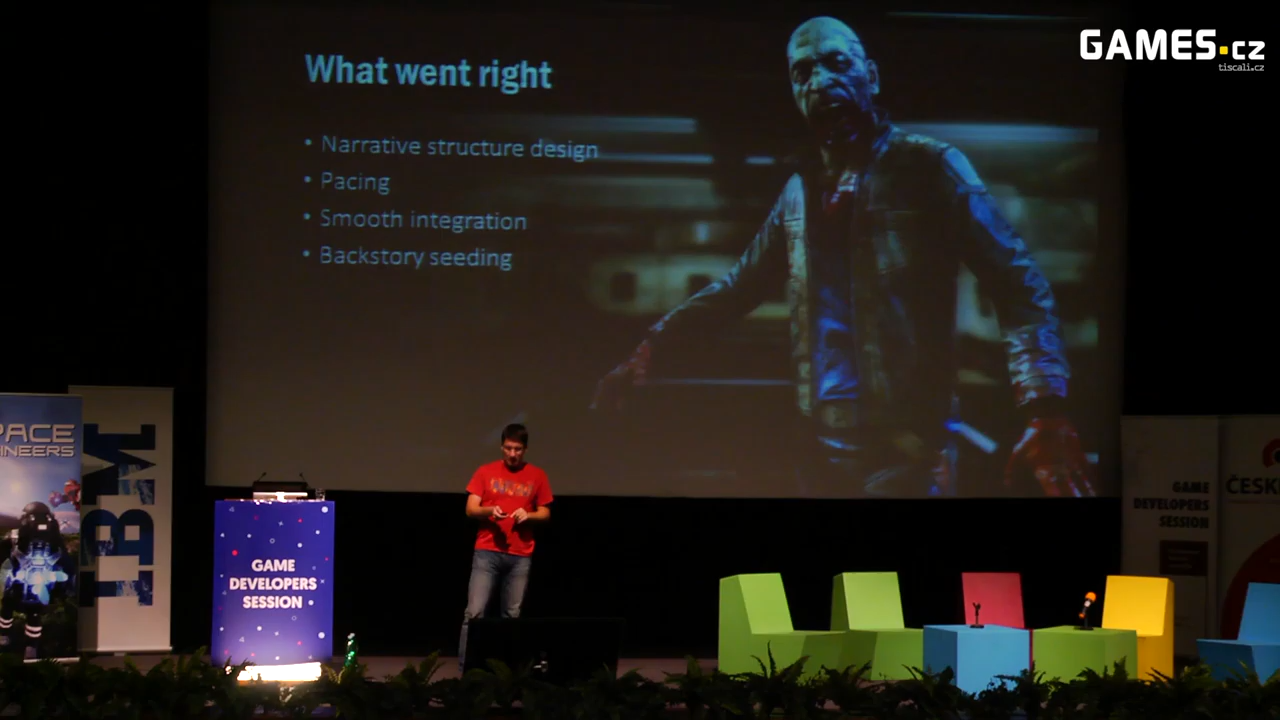 GAMES.cz
tiscali.cz
What went right
• Narrative structure design
• Pacing
• Smooth integration
• Backstory seeding
PACE
INEERS
IBM
GAME
DEVELOPERS
SESSION
GAME
DEVELOPERS
SESSION
ČESK